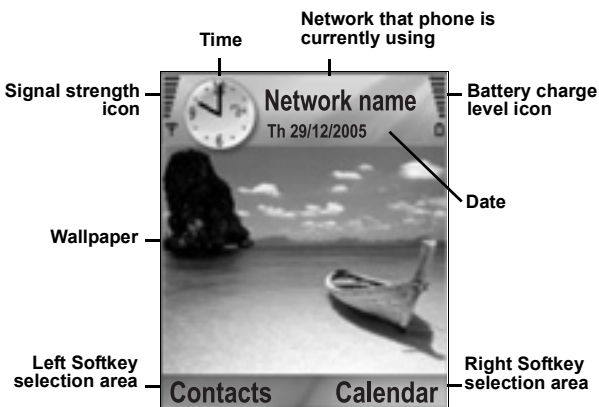 Network that phone is
currently using
Time
Signal strength
icon
Battery charge
level icon
Network name
Th 29/12/2005
Date
Wallpaper
Left Softkey
selection area
Right Softkey
selection area
Contacts
Calendar